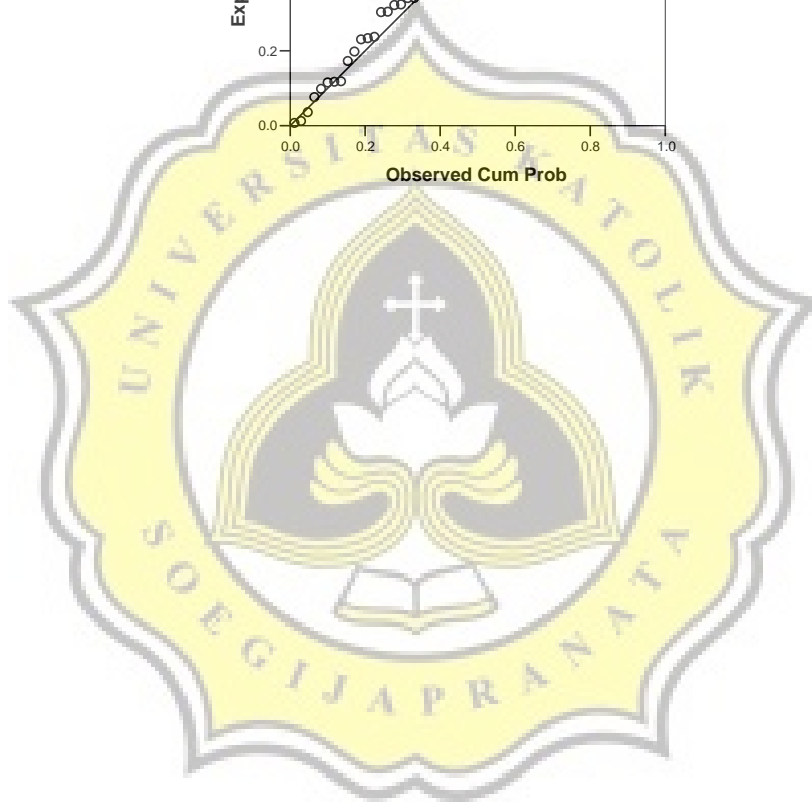 Exp
0.2
0.0
0.0 0.2 0.4 0.6 0.8 1.0
Observed Cum Prob
UNIVERSITAS KATOLIK
SOEGIJAPRANATA